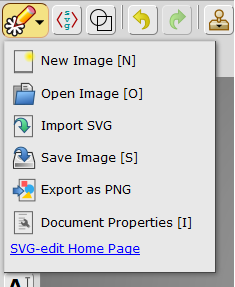 New Image [N]
Open Image [O]
Import SVG
Save Image [S]
Export as PNG
Document Properties [I]
SVG-edit Home Page